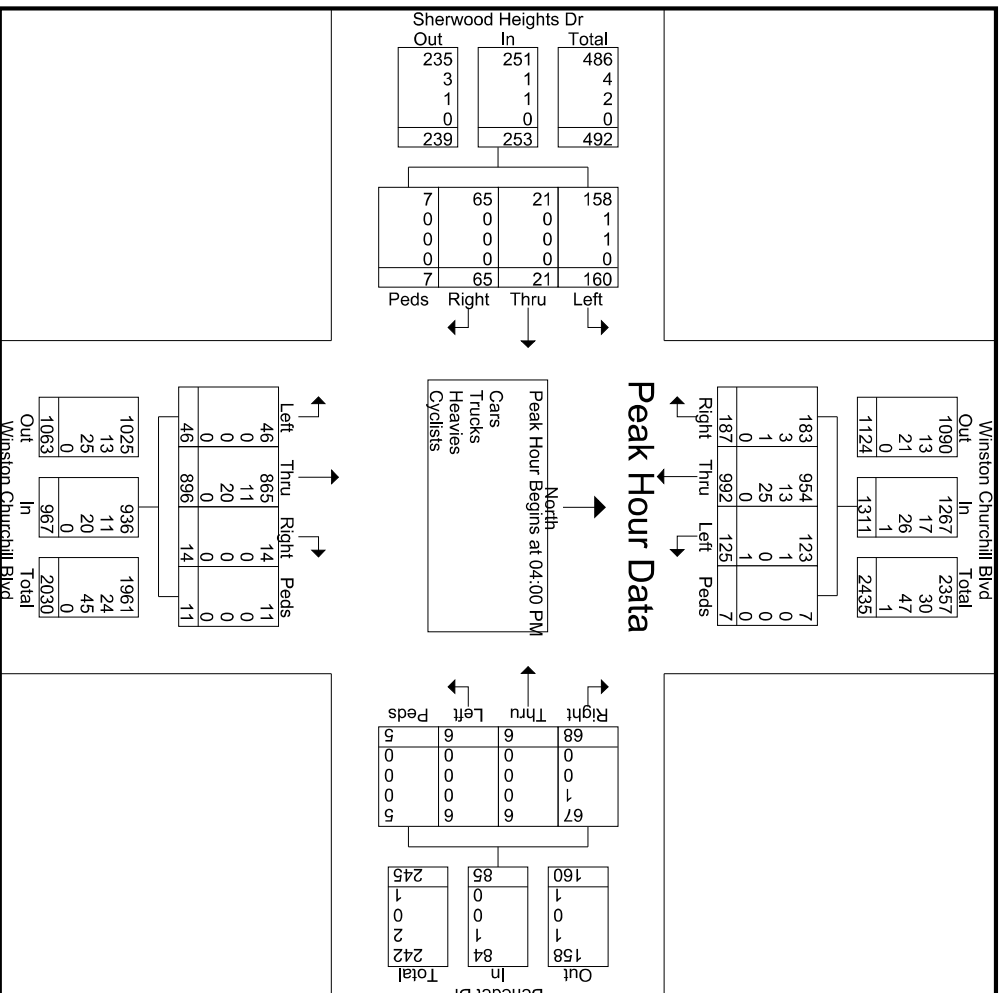 Sherwood Heights Dr
Out In Total
235 251 486
3 1 4
1 1 2
0 0 0
239 253 492
7 65 21 158
0 0 0 1
0 0 0 1
0 0 0 0
7 65 21 160
Peds Right Thru Left
Winston Churchill Blvd
Out In Total
1090 1267 2357
13 17 30
21 26 47
0 1 1
1124 1311 2435
183 954 123 7
3 13 1 0
1 25 0 0
0 0 1 0
187 992 125 7
Right Thru Left Peds
Peak Hour Data
North
Peak Hour Begins at 04:00 PM
Cars
Trucks
Heavies
Cyclists
Left Thru Right Peds
46 865 14 11
0 11 0 0
0 20 0 0
0 0 0 0
46 896 14 11
1025 936 1961
13 11 24
25 20 45
0 0 0
1063 967 2030
Out In Total
Winston Churchill Blvd
Right Thru Left Peds
68 6 6 5
0 0 0 0
0 0 0 0
1 0 0 0
67 6 6 5
160 85 245
1 0 1
0 0 0
1 1 2
158 84 242
Out In Total